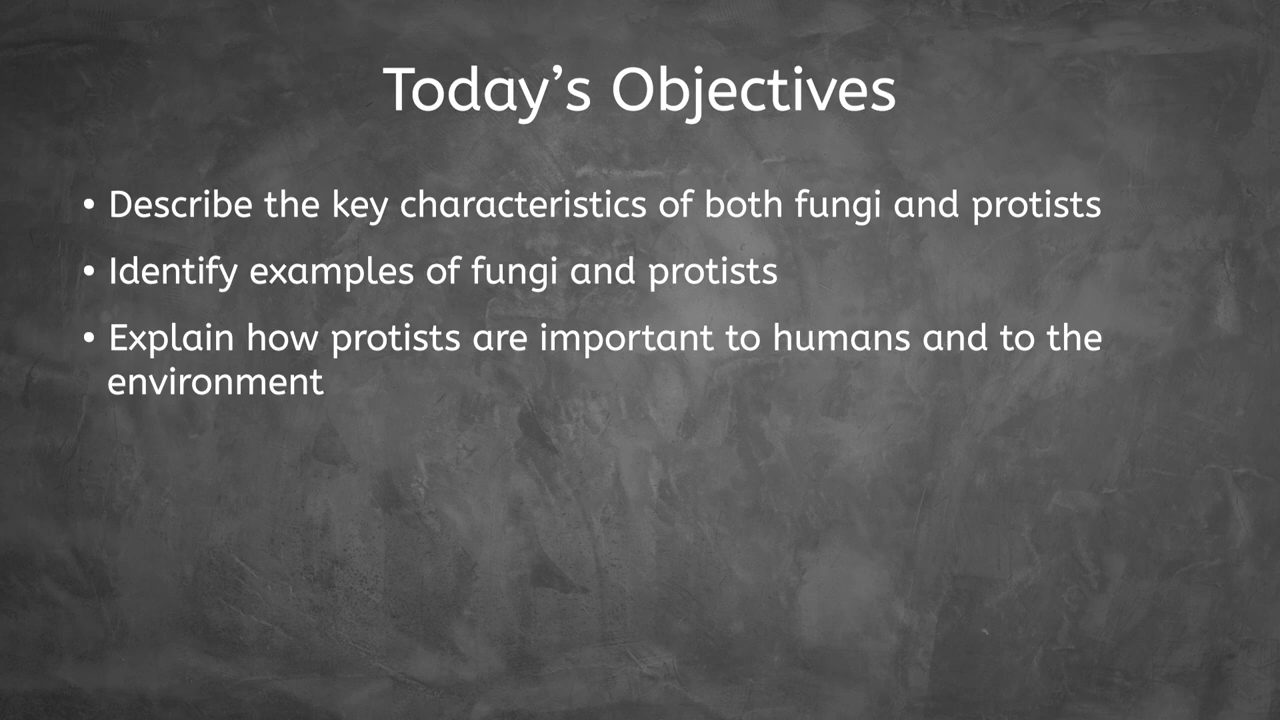 Today’s Objectives
• Describe the key characteristics of both fungi and protists
• Identify examples of fungi and protists
• Explain how protists are important to humans and to the
environment